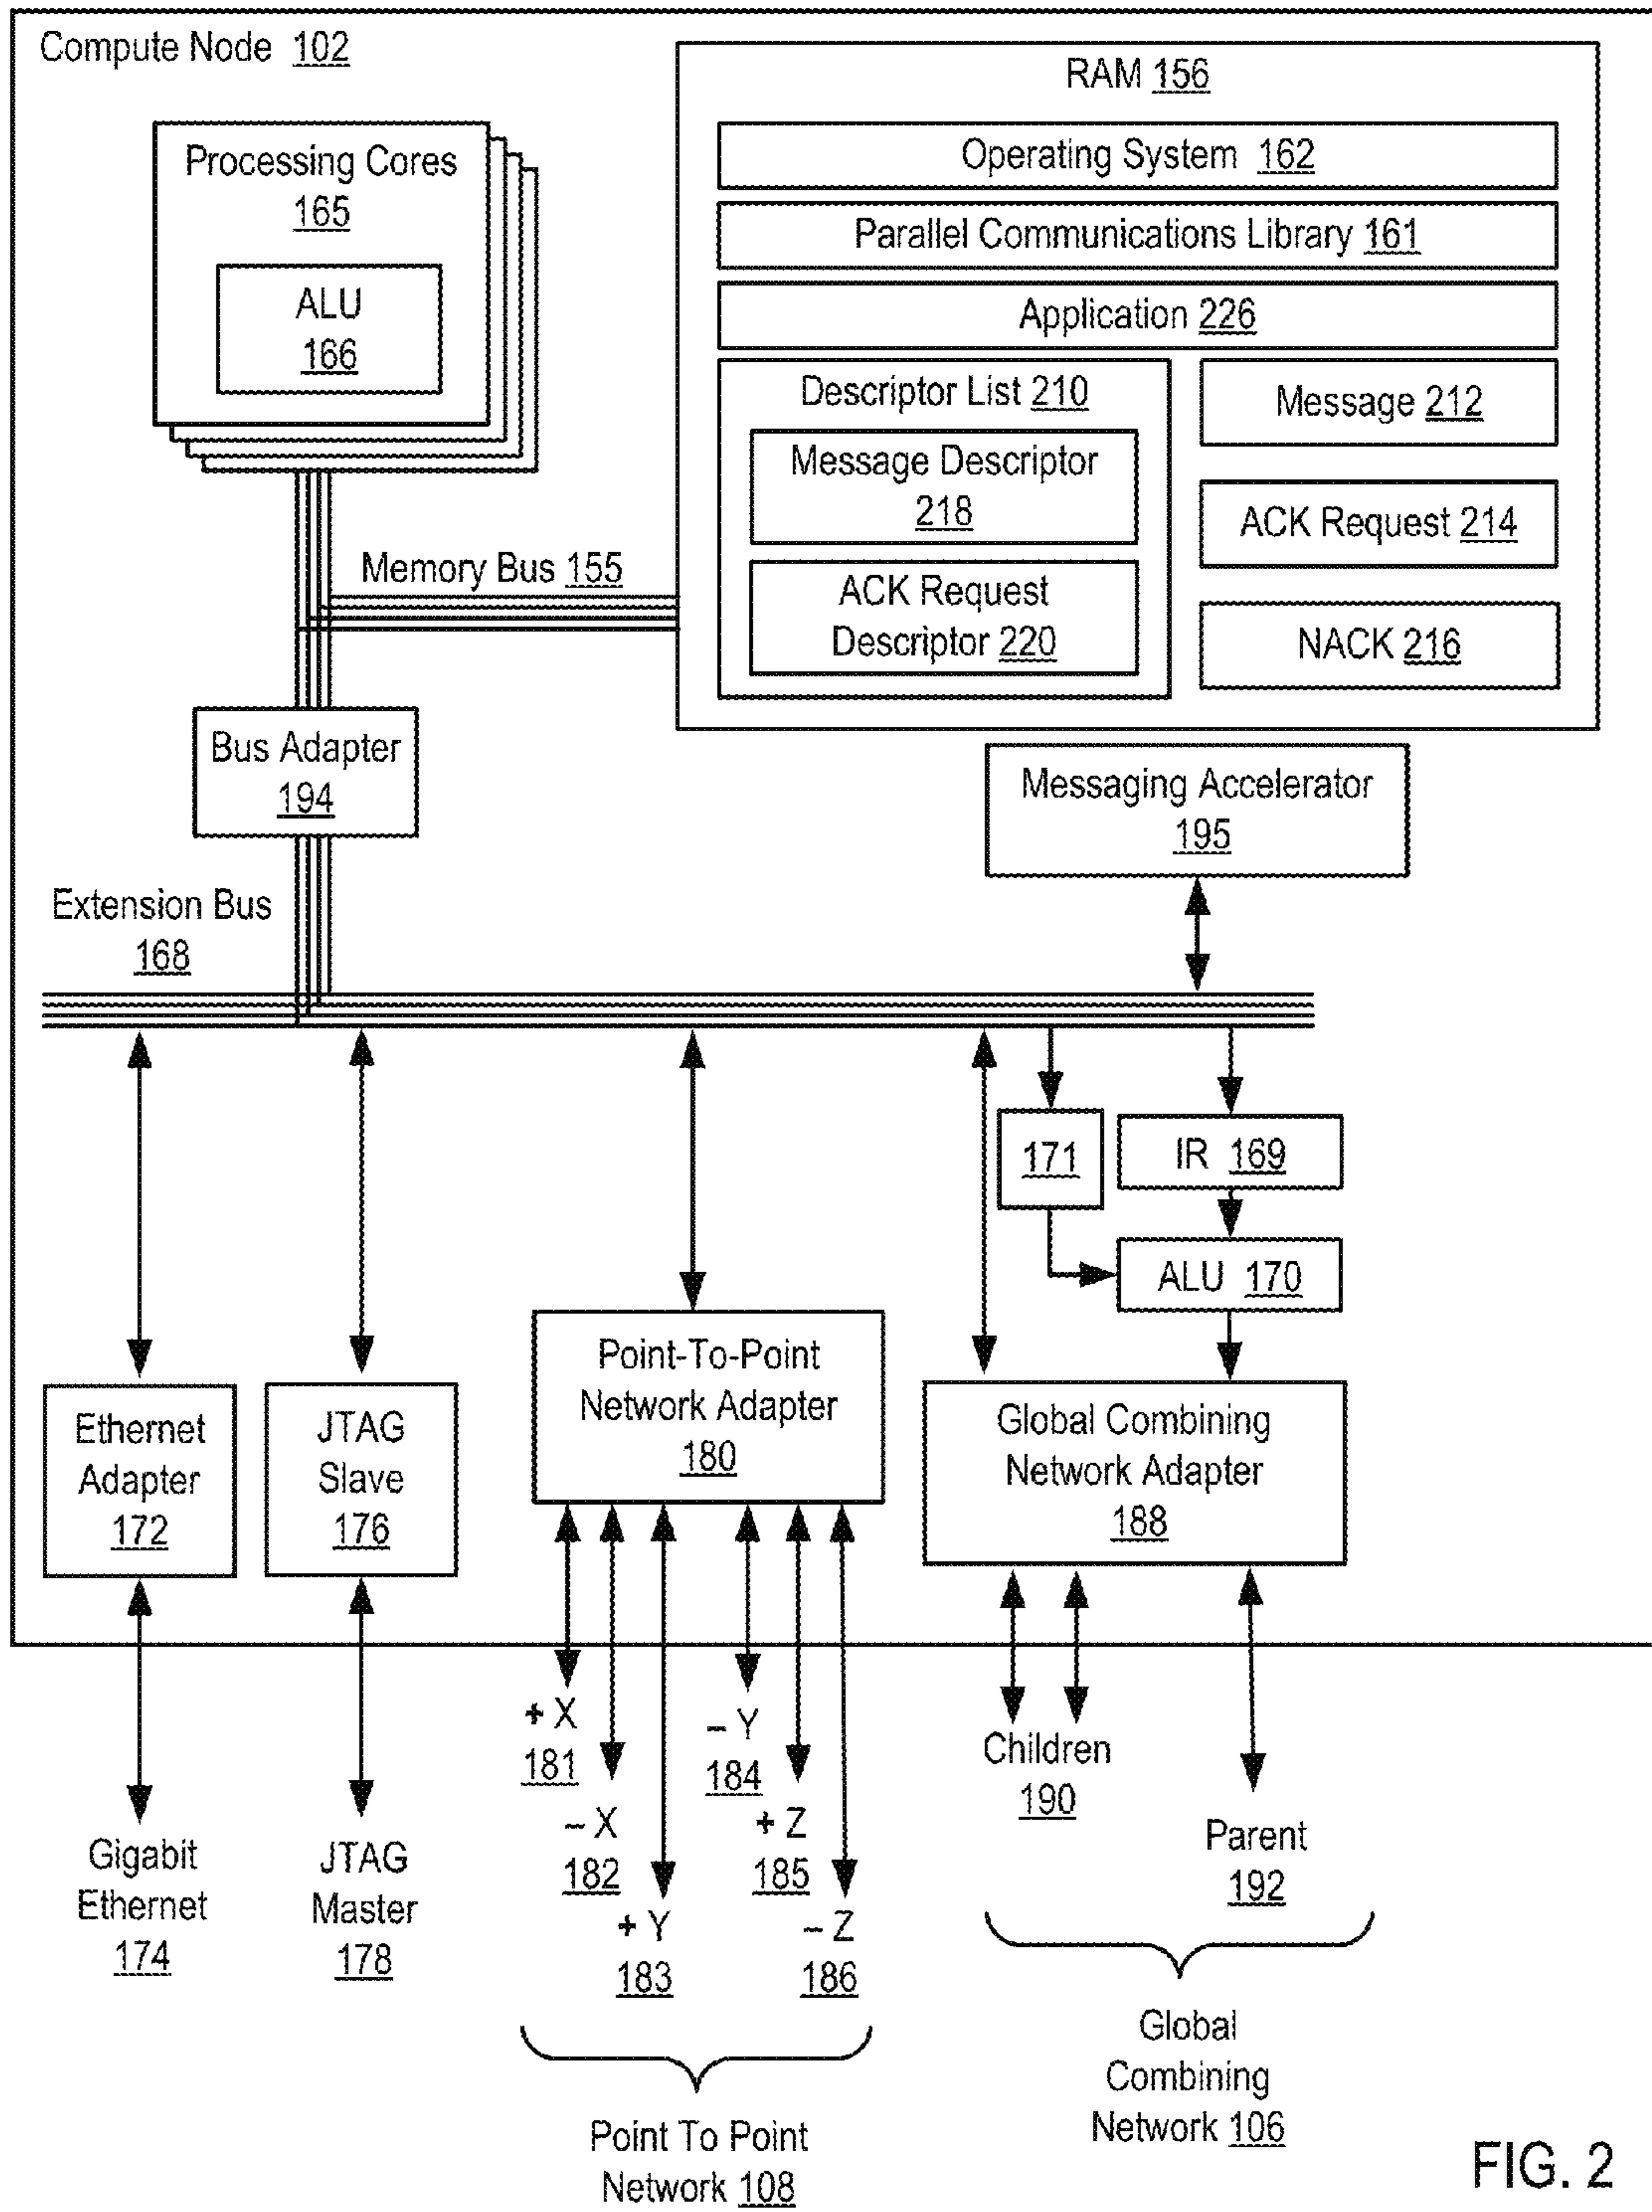 Compute Node 102
RAM 156
Processing Cores
165
ALU
166
Operating System 162
Parallel Communications Library 161
Application 226
Descriptor List 210
Message Descriptor
218
ACK Request
Descriptor 220
Message 212
ACK Request 214
NACK 216
Memory Bus 155
Bus Adapter
194
Messaging Accelerator
195
Extension Bus
168
171
IR 169
ALU 170
Ethernet
Adapter
172
JTAG
Slave
176
Point-To-Point
Network Adapter
180
Global Combining
Network Adapter
188
+ X
181
– X
182
+ Y
183
– Y
184
+ Z
185
– Z
186
Children
190
Parent
192
Gigabit
Ethernet
174
JTAG
Master
178
Point To Point
Network 108
Global
Combining
Network 106
FIG. 2